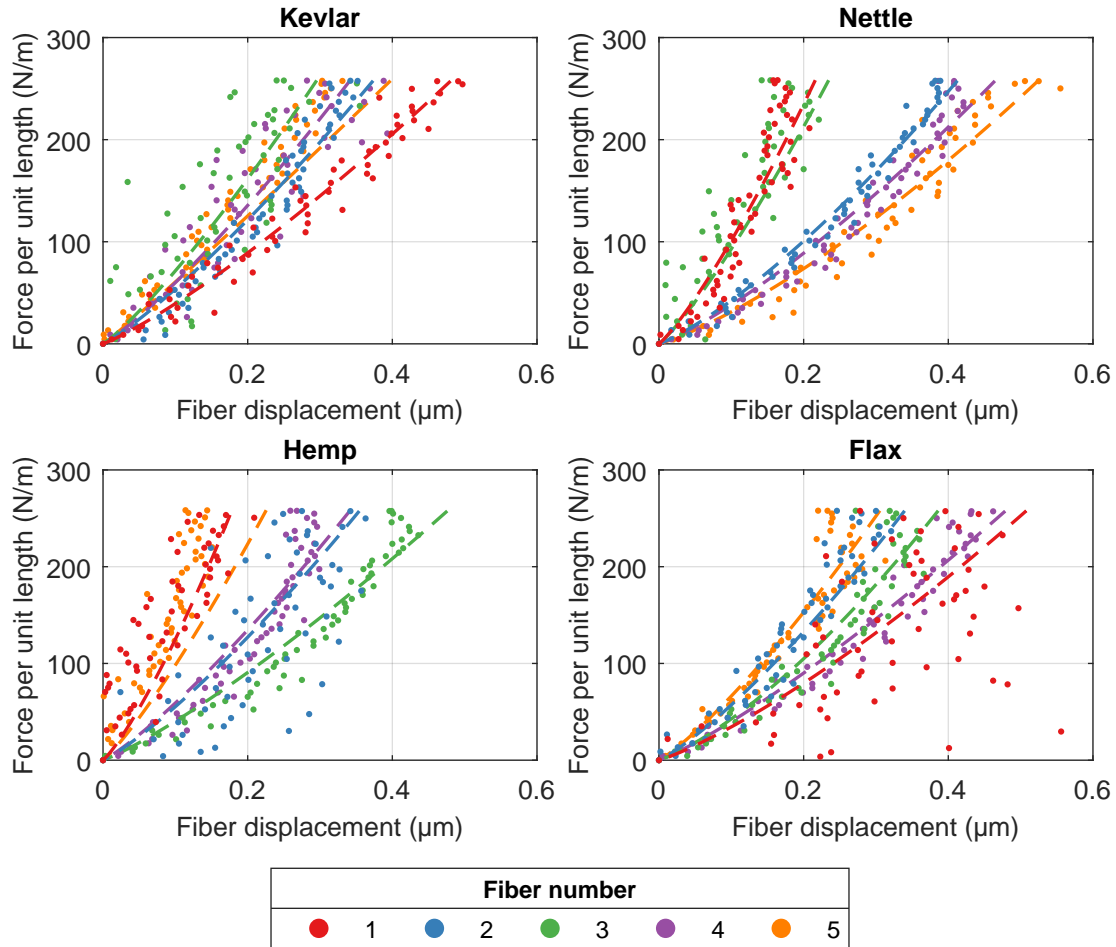 Kevlar
Force per unit length (N/m)
300
200
100
0
0 0.2 0.4 0.6
Fiber displacement (µm)
Nettle
Force per unit length (N/m)
300
200
100
0
0 0.2 0.4 0.6
Fiber displacement (µm)
Hemp
Force per unit length (N/m)
300
200
100
0
0 0.2 0.4 0.6
Fiber displacement (µm)
Flax
Force per unit length (N/m)
300
200
100
0
0 0.2 0.4 0.6
Fiber displacement (µm)
Fiber number
1 2 3 4 5